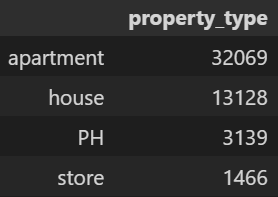 property_type
apartment 32069
house 13128
PH 3139
store 1466